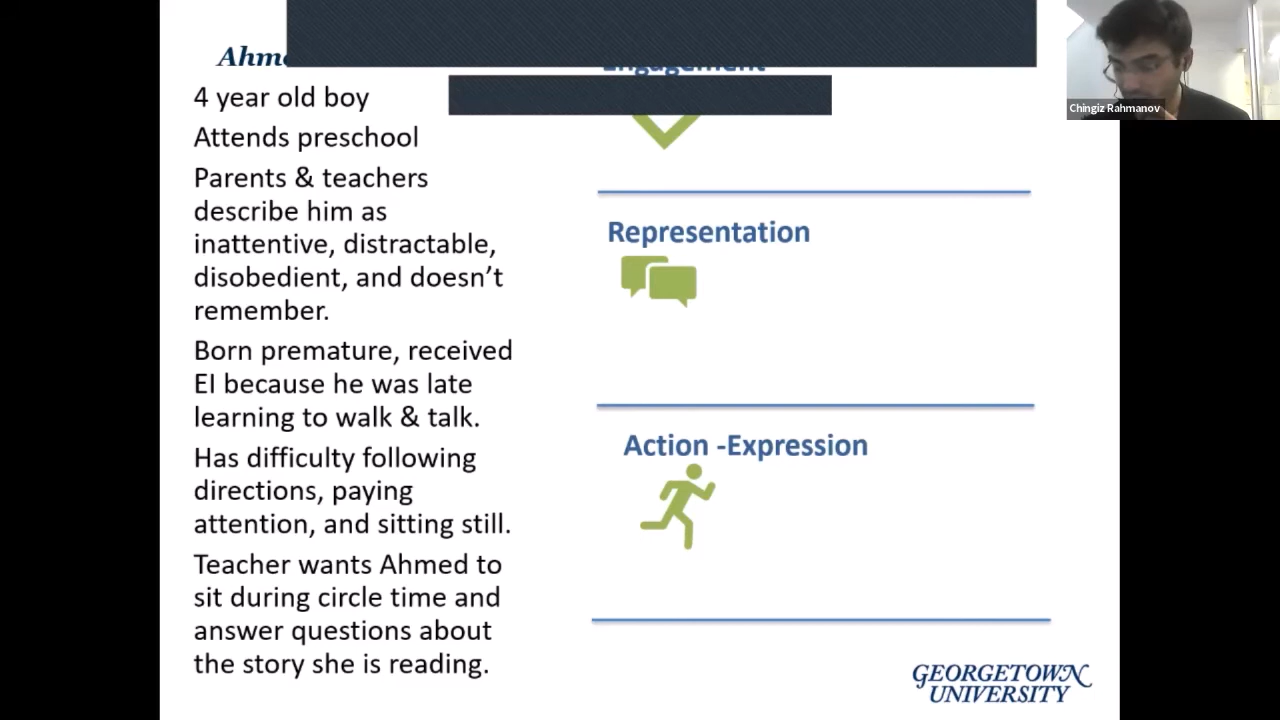 4 year old boy
Attends preschool
Parents & teachers
describe him as
inattentive, distractable,
disobedient, and doesn’t
remember.
Born premature, received
EI because he was late
learning to walk & talk.
Has difficulty following
directions, paying
attention, and sitting still.
Teacher wants Ahmed to
sit during circle time and
answer questions about
the story she is reading.
Engagement
Representation
Action -Expression
GEORGETOWN
UNIVERSITY
Chingiz Rahmanov